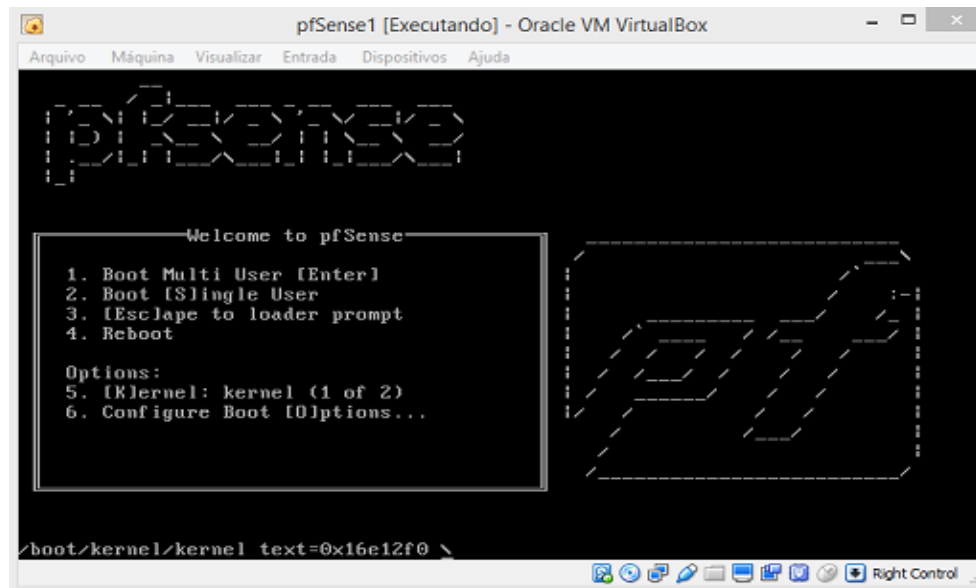 pfSense1 [Executando] - Oracle VM VirtualBox
Arquivo Máquina Visualizar Entrada Dispositivos Ajuda
pfsense
Welcome to pfSense
1. Boot Multi User [Enter]
2. Boot [S]ingle User
3. [Esc]ape to loader prompt
4. Reboot
Options:
5. [K]ernel: kernel (1 of 2)
6. Configure Boot [O]ptions...
pf
/boot/kernel/kernel text=0x16e12f0 \
Right Control